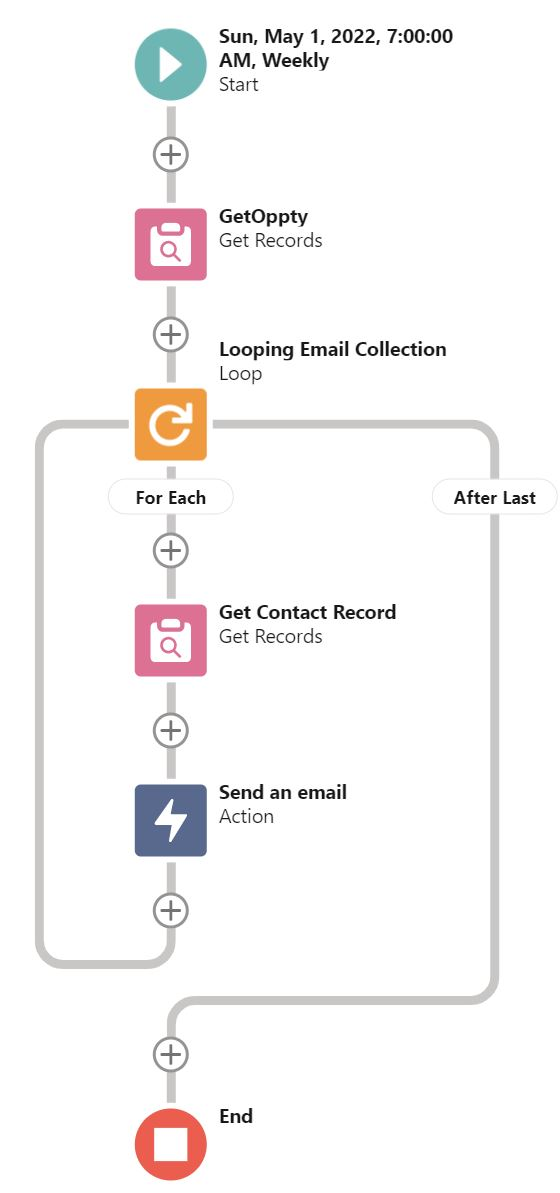 Sun, May 1, 2022, 7:00:00
AM, Weekly
Start
GetOppty
Get Records
Looping Email Collection
Loop
For Each
After Last
Get Contact Record
Get Records
Send an email
Action
End